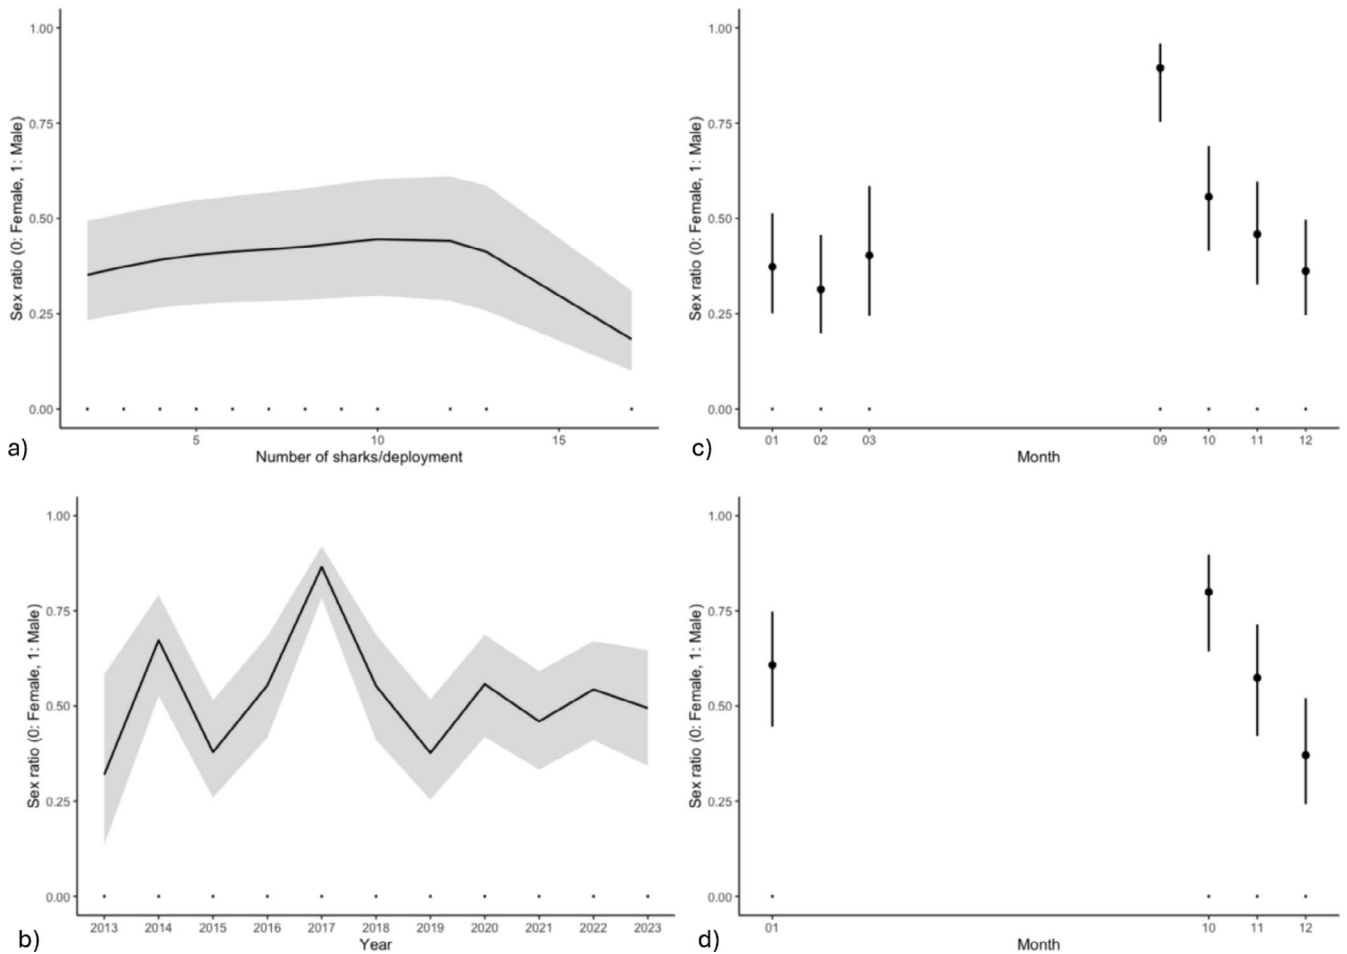 1.00
0.75
0.50
0.25
0.00
Sex ratio (0: Female, 1: Male)
5 10 15
Number of sharks/deployment
a)
1.00
0.75
0.50
0.25
0.00
Sex ratio (0: Female, 1: Male)
01 02 03 09 10 11 12
Month
c)
1.00
0.75
0.50
0.25
0.00
Sex ratio (0: Female, 1: Male)
2013 2014 2015 2016 2017 2018 2019 2020 2021 2022 2023
Year
b)
1.00
0.75
0.50
0.25
0.00
Sex ratio (0: Female, 1: Male)
01 10 11 12
Month
d)